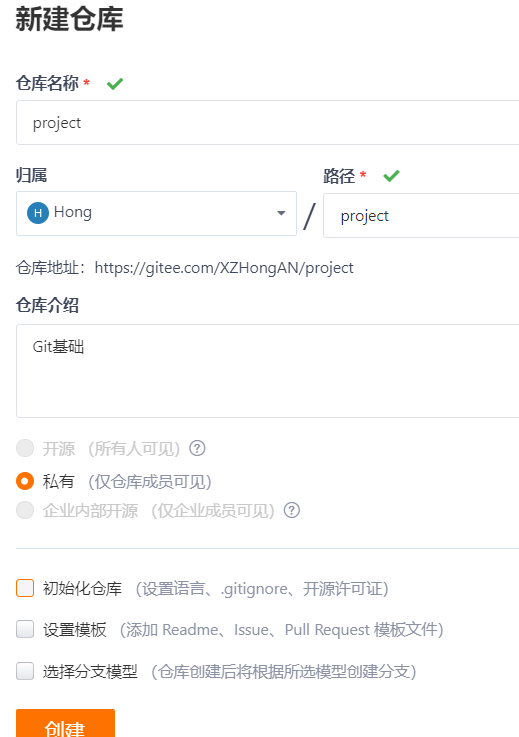 新建仓库
仓库名称 *
project
归属
路径 *
H Hong
/ project
仓库地址：https://gitee.com/XZHongAN/project
仓库介绍
Git基础
开源 （所有人可见） ?
私有 （仅仓库成员可见）
企业内部开源 （仅企业成员可见） ?
初始化仓库 （设置语言、.gitignore、开源许可证）
设置模板 （添加 Readme、Issue、Pull Request 模板文件）
选择分支模型 （仓库创建后将根据所选模型创建分支）
创建